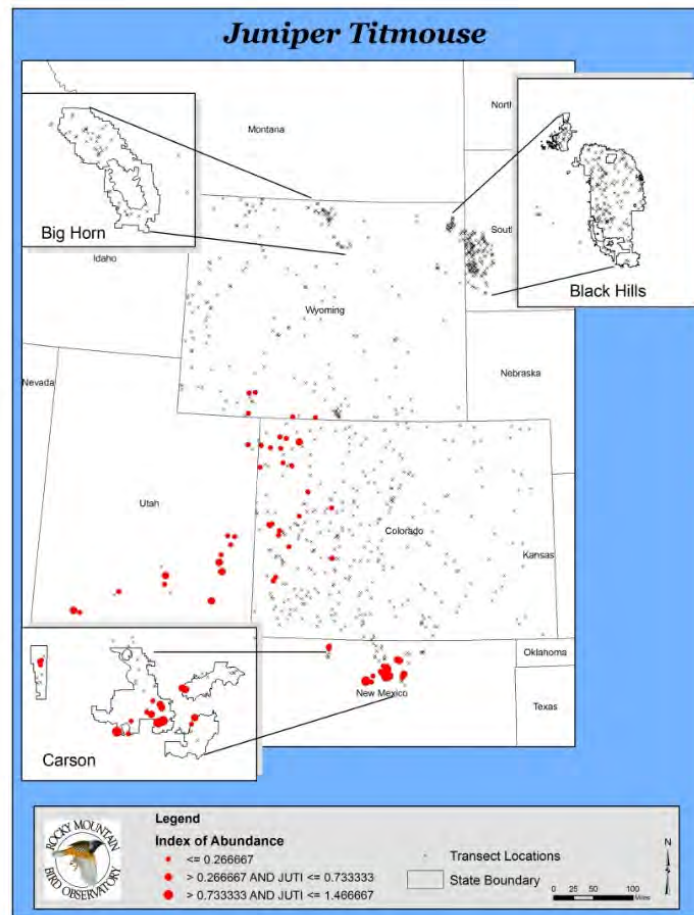 Juniper Titmouse
North
Montana
Big Horn
South
Idaho
Black Hills
Wyoming
Nevada
Nebraska
Utah
Colorado
Kansas
Oklahoma
New Mexico
Texas
Carson
Legend
Index of Abundance
<= 0.266667
> 0.266667 AND JUTI <= 0.733333
> 0.733333 AND JUTI <= 1.466667
Transect Locations
State Boundary
N
0 25 50 100
ROCKY MOUNTAIN
BIRD OBSERVATORY